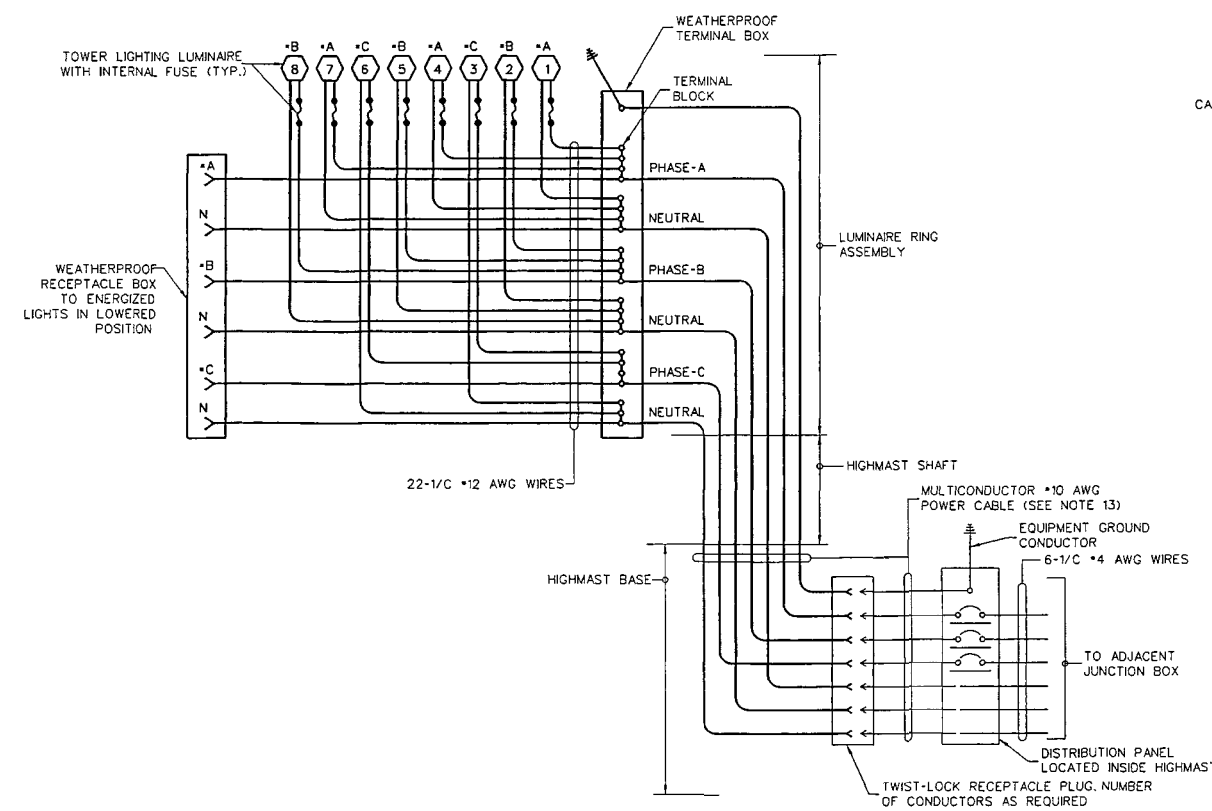 WEATHERPROOF
TERMINAL BOX
TOWER LIGHTING LUMINAIRE
WITH INTERNAL FUSE (TYP.)
•B •A •C •B •A •C •B •A
8 7 6 5 4 3 2 1
TERMINAL
BLOCK
CA
•A
PHASE-A
N
NEUTRAL
LUMINAIRE RING
ASSEMBLY
WEATHERPROOF
RECEPTACLE BOX
TO ENERGIZED
LIGHTS IN LOWERED
POSITION
•B
PHASE-B
N
NEUTRAL
•C
PHASE-C
N
NEUTRAL
22-1/C •12 AWG WIRES
HIGHMAST SHAFT
MULTICONDUCTOR •10 AWG
POWER CABLE (SEE NOTE 13)
EQUIPMENT GROUND
CONDUCTOR
6-1/C •4 AWG WIRES
HIGHMAST BASE
TO ADJACENT
JUNCTION BOX
DISTRIBUTION PANEL
LOCATED INSIDE HIGHMAS
TWIST-LOCK RECEPTACLE PLUG. NUMBER
OF CONDUCTORS AS REQUIRED